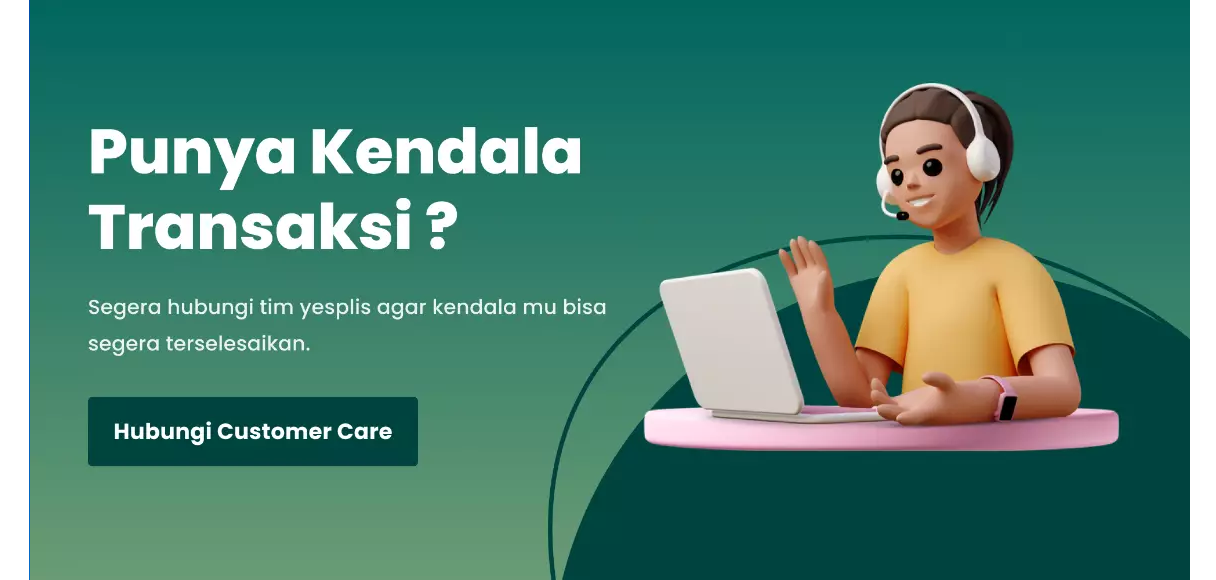 Punya Kendala
Transaksi ?
Segera hubungi tim yesplis agar kendala mu bisa
segera terselesaikan.
Hubungi Customer Care